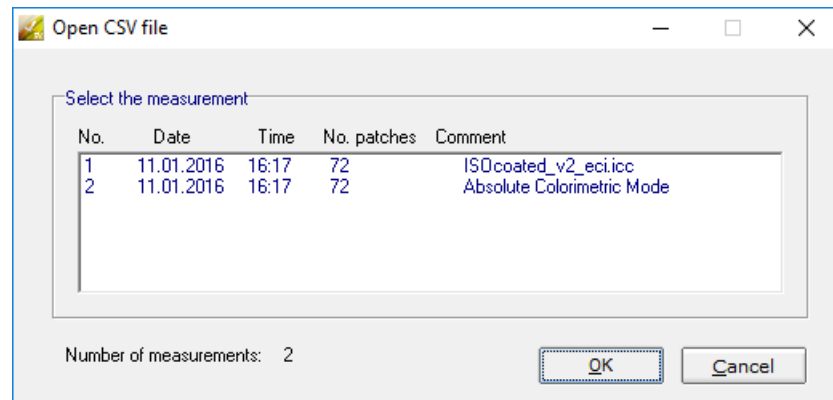 Open CSV file
Select the measurement
No. Date Time No. patches Comment
1 11.01.2016 16:17 72 ISOcoated_v2_eci.icc
2 11.01.2016 16:17 72 Absolute Colorimetric Mode
Number of measurements: 2
OK Cancel